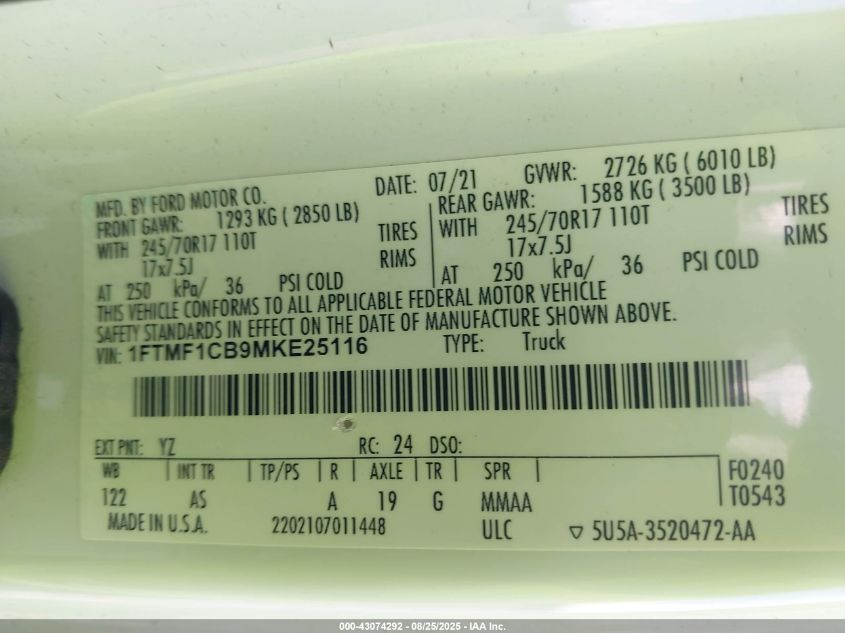 MFD. BY FORD MOTOR CO. DATE: 07/21 GVWR: 2726 KG ( 6010 LB)
FRONT GAWR: 1293 KG ( 2850 LB) REAR GAWR: 1588 KG ( 3500 LB)
WITH 245/70R17 110T TIRES WITH 245/70R17 110T TIRES
17x7.5J RIMS 17x7.5J RIMS
AT 250 kPa/ 36 PSI COLD AT 250 kPa/ 36 PSI COLD
THIS VEHICLE CONFORMS TO ALL APPLICABLE FEDERAL MOTOR VEHICLE
SAFETY STANDARDS IN EFFECT ON THE DATE OF MANUFACTURE SHOWN ABOVE.
VIN: 1FTMF1CB9MKE25116 TYPE: Truck
EXT PNT: YZ RC: 24 DSO:
WB INT TR TP/PS R AXLE TR SPR F0240
122 AS A 19 G MMAA T0543
MADE IN U.S.A. 2202107011448 ULC ▽ 5U5A-3520472-AA
000-43074292 - 08/25/2025 - IAA Inc.